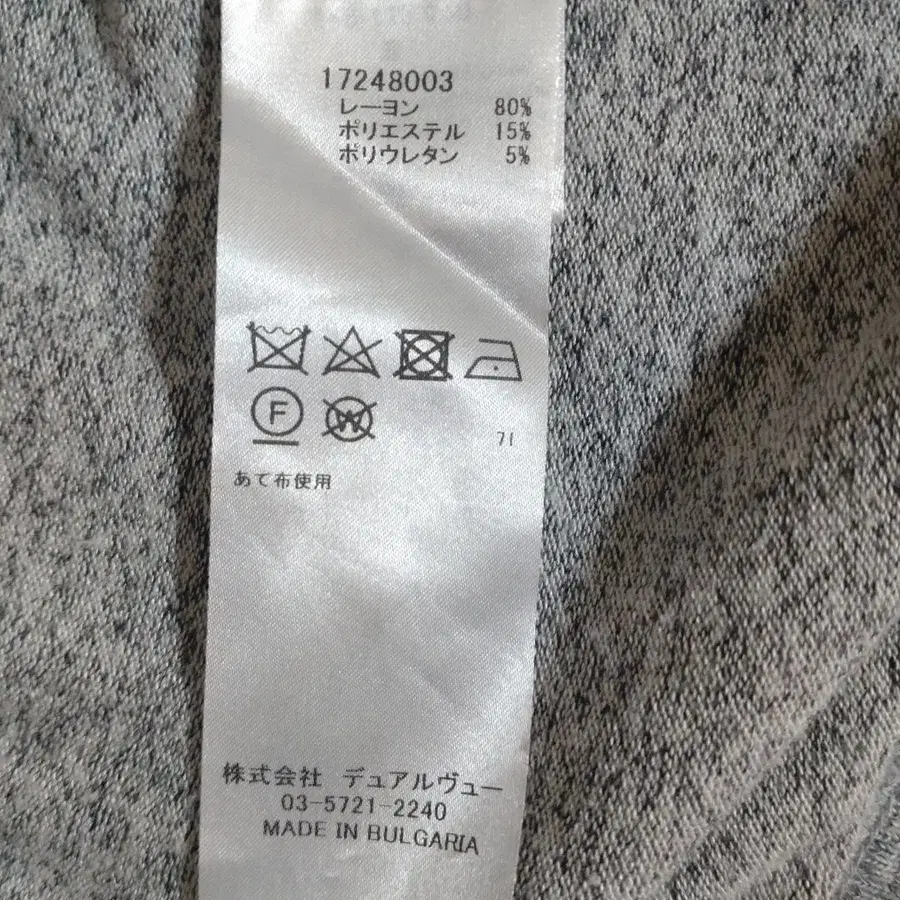 17248003
レーヨン 80%
ポリエステル 15%
ポリウレタン 5%
F W
71
あて布使用
株式会社 デュアルヴュー
03-5721-2240
MADE IN BULGARIA